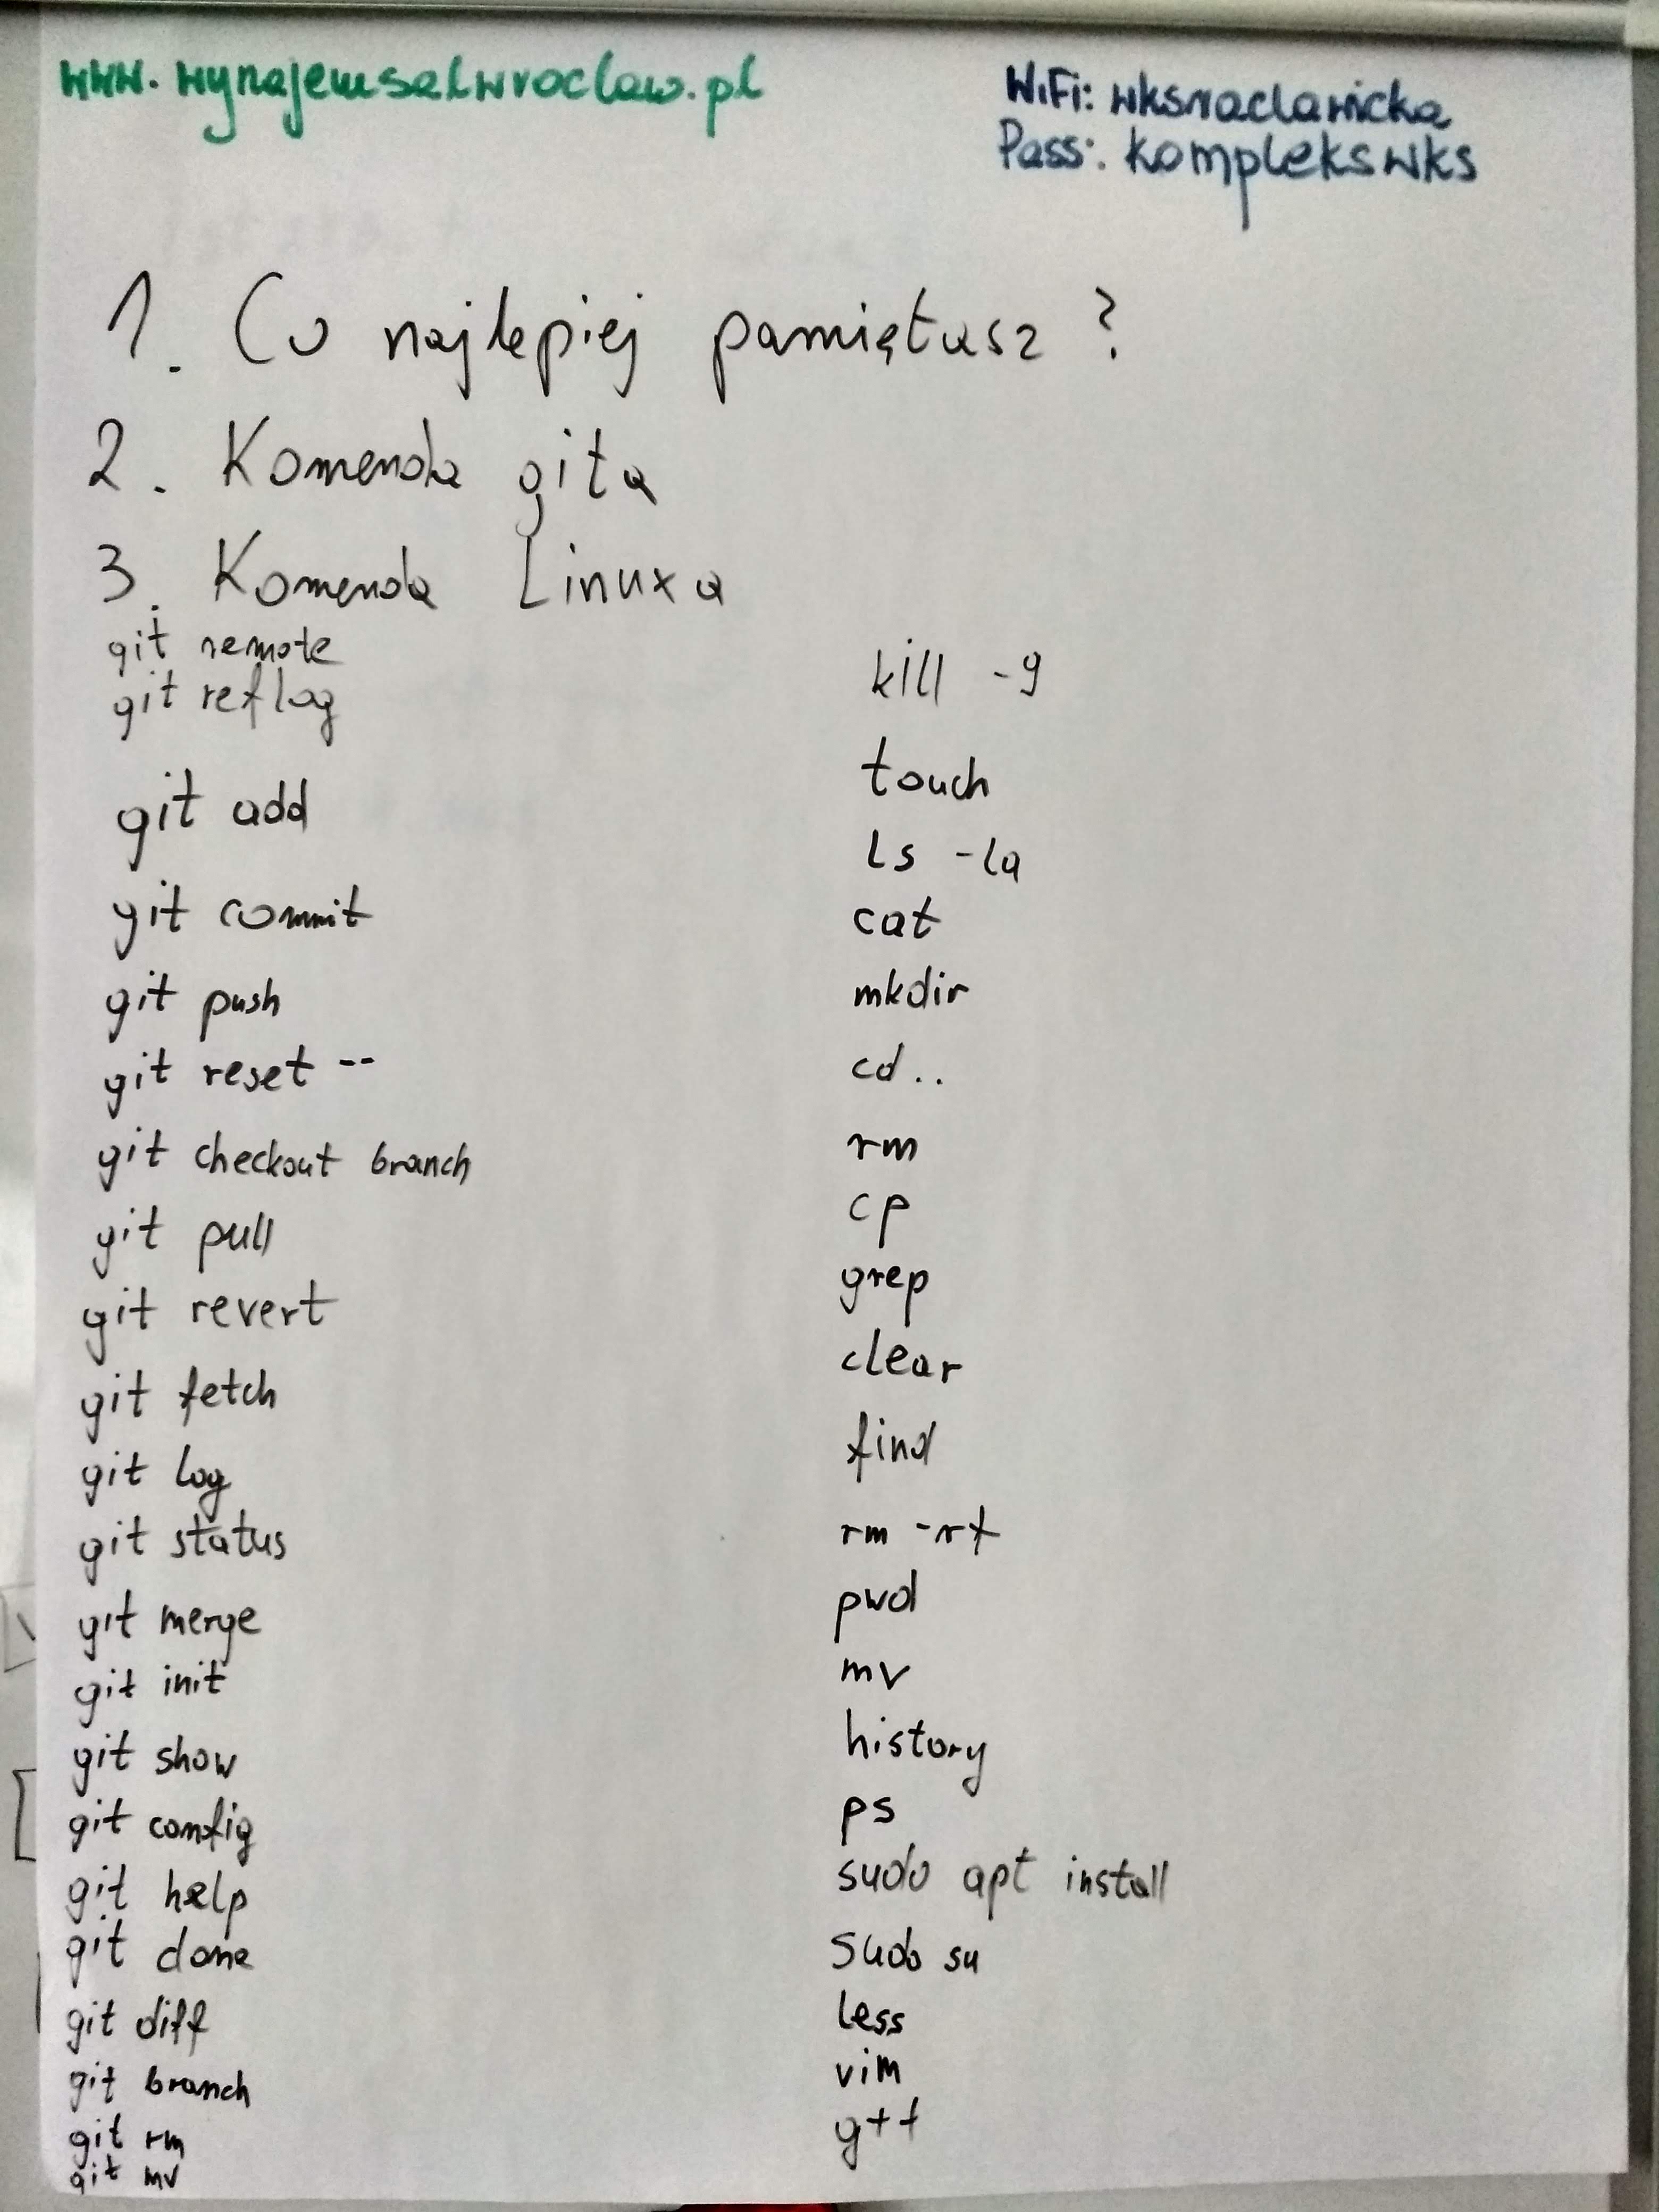 www.wynajemsalwroclaw.pl
WiFi: wksraclawicka
Pass: komplekswks
1. Co najlepiej pamiętasz ?
2. Komenda gita
3. Komenda Linuxa
git remote
git reflog
git add
git commit
git push
git reset --
git checkout branch
git pull
git revert
git fetch
git log
git status
git merge
git init
git show
git config
git help
git clone
git diff
git branch
git rm
git mv
kill -9
touch
ls -la
cat
mkdir
cd ..
rm
cp
grep
clear
find
rm -rf
pwd
mv
history
ps
sudo apt install
sudo su
less
vim
g++